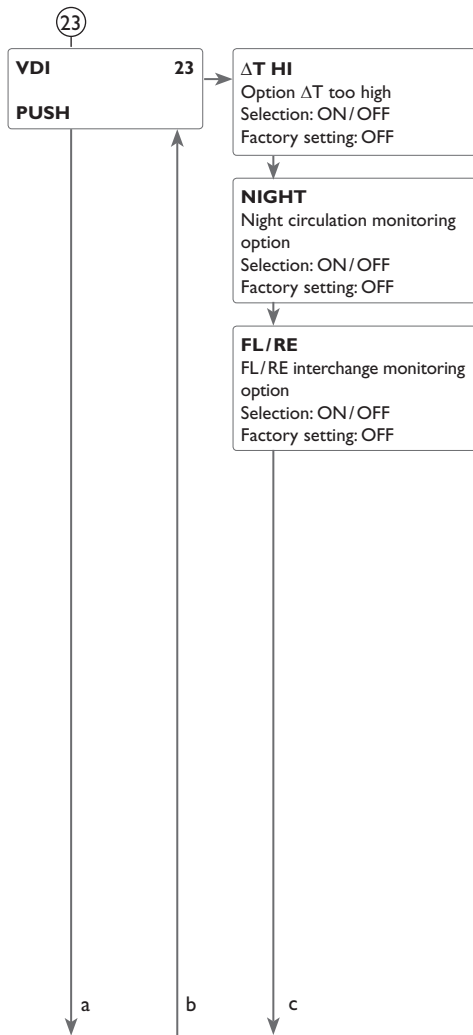 23
VDI 23
PUSH
ΔT HI
Option ΔT too high
Selection: ON / OFF
Factory setting: OFF
NIGHT
Night circulation monitoring
option
Selection: ON / OFF
Factory setting: OFF
FL / RE
FL / RE interchange monitoring
option
Selection: ON / OFF
Factory setting: OFF
a b c